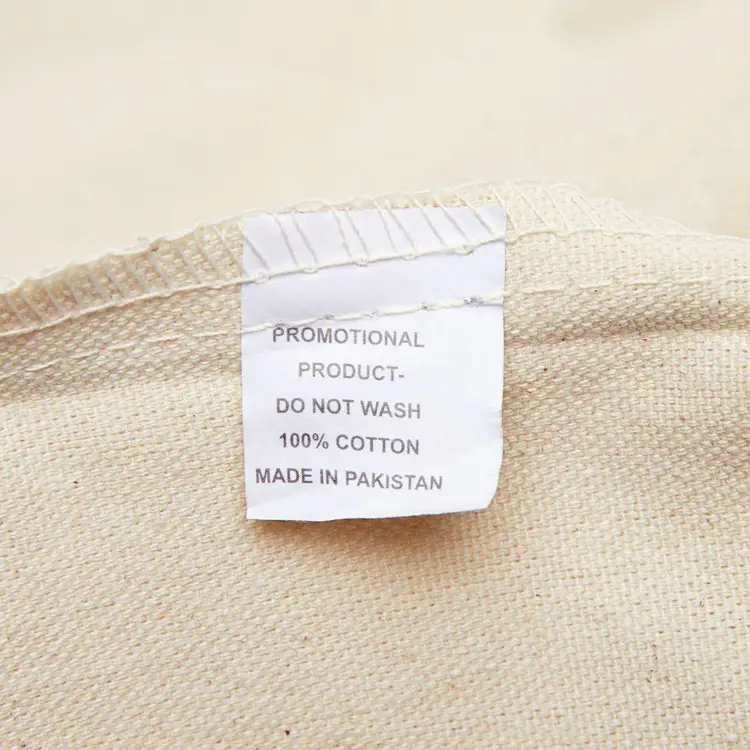 PROMOTIONAL
PRODUCT-
DO NOT WASH
100% COTTON
MADE IN PAKISTAN